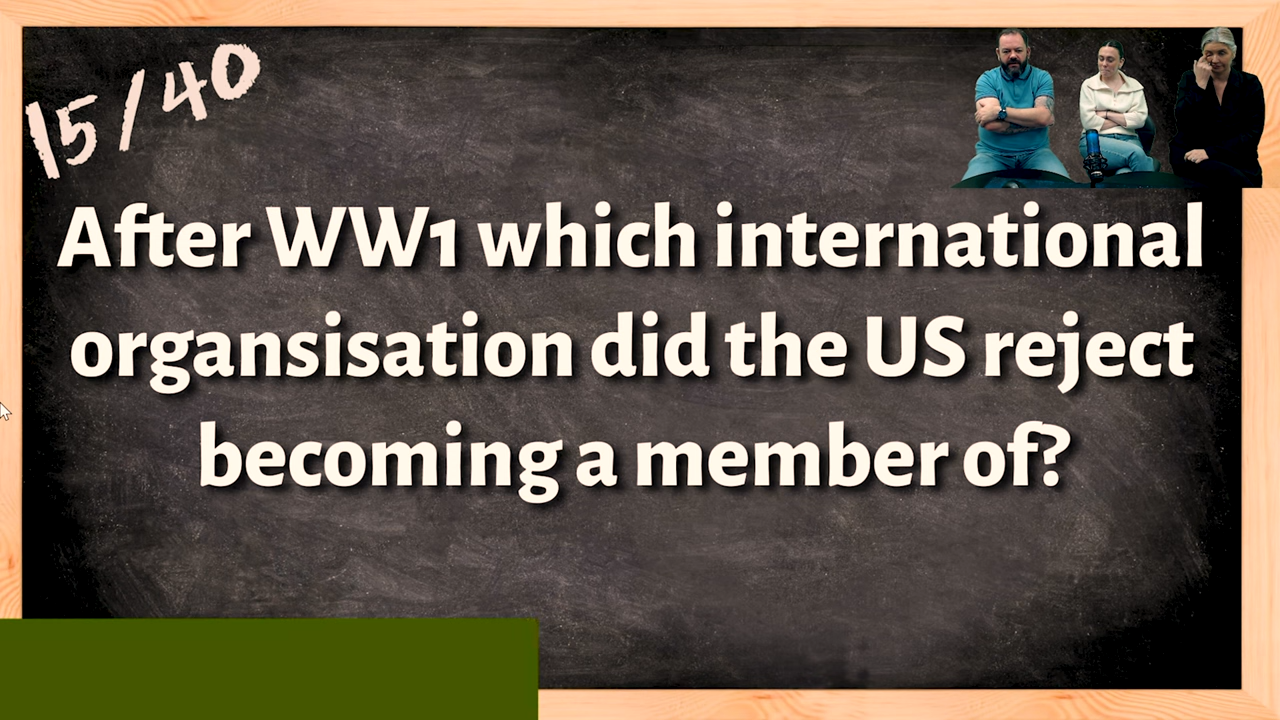 15/40
After WW1 which international
organsisation did the US reject
becoming a member of?